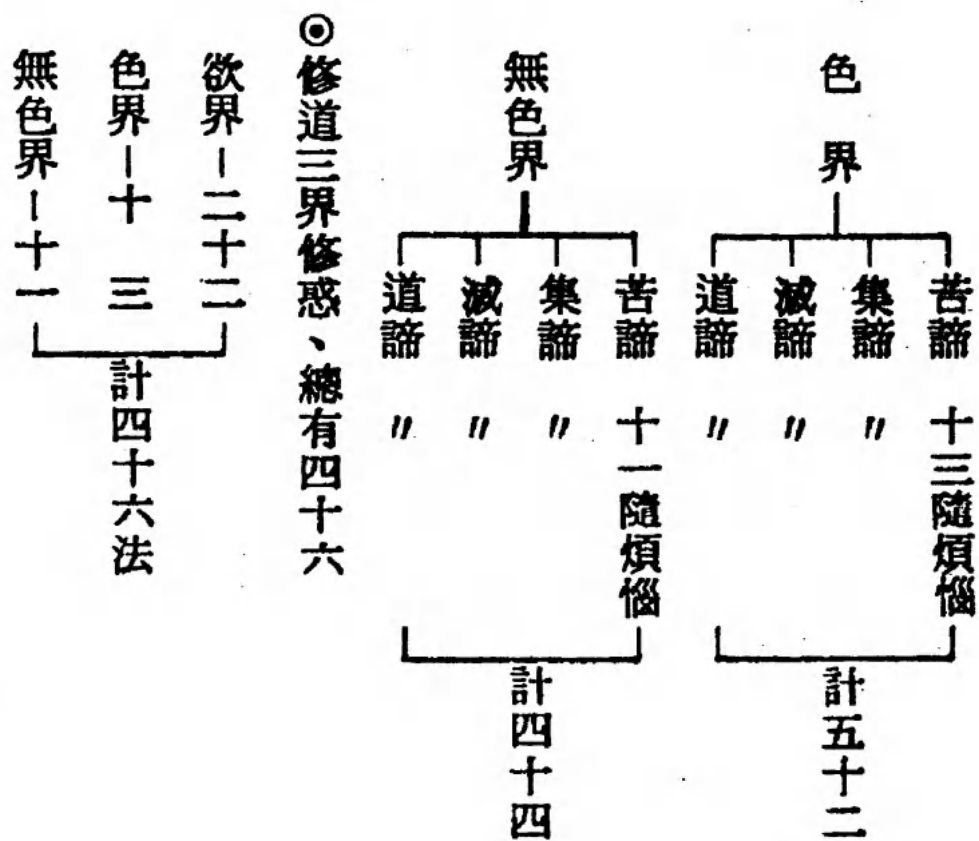 色界
苦諦 十三隨煩惱
集諦 〃
滅諦 〃
道諦 〃
計五十二
無色界
苦諦 十一隨煩惱
集諦 〃
滅諦 〃
道諦 〃
計四十四
◉修道三界修惑、總有四十六
欲界－二十二
色界－十三
無色界－十一
計四十六法